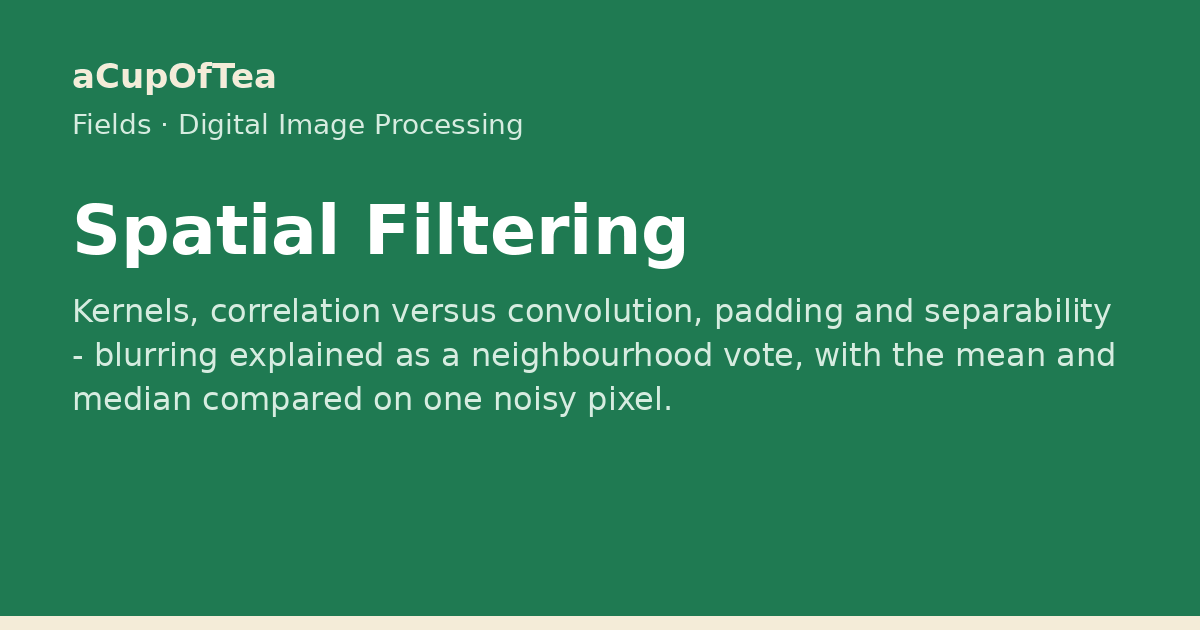 aCupOfTea
Fields · Digital Image Processing
Spatial Filtering
Kernels, correlation versus convolution, padding and separability
- blurring explained as a neighbourhood vote, with the mean and
median compared on one noisy pixel.